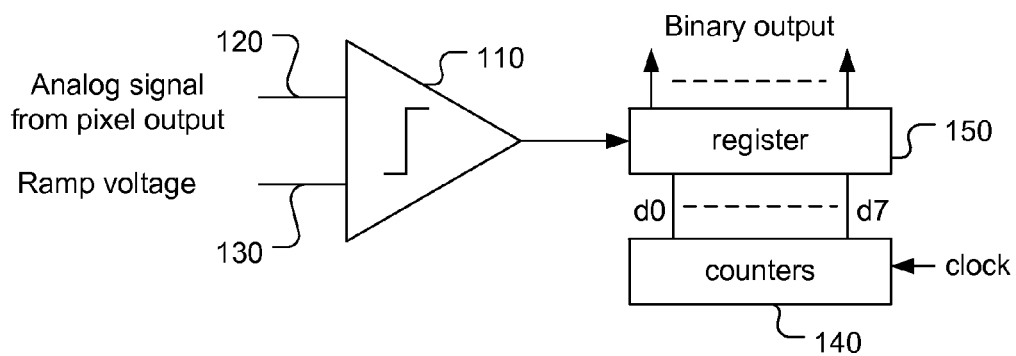 Binary output
120
110
Analog signal
from pixel output
register
150
Ramp voltage
d0
d7
130
counters
clock
140